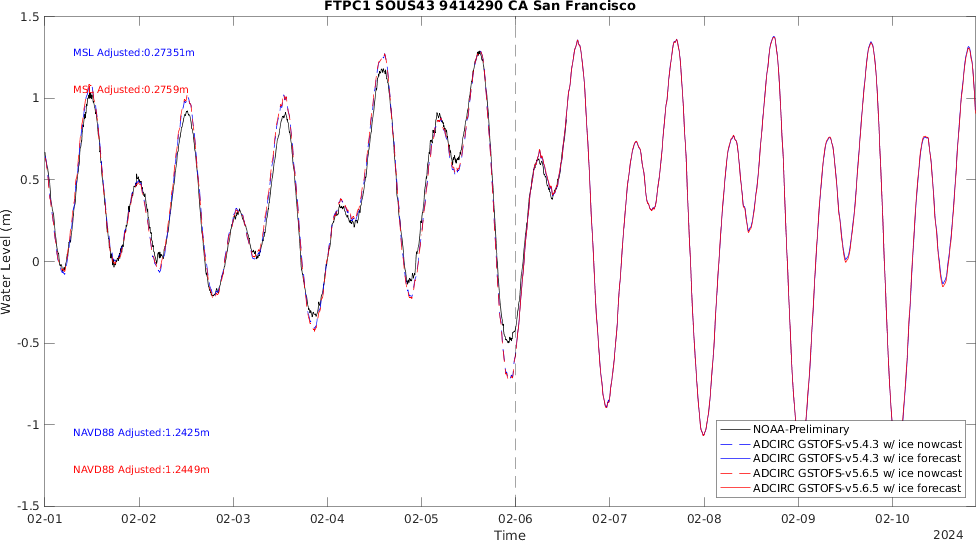 FTPC1 SOUS43 9414290 CA San Francisco
1.5
MSL Adjusted:0.27351m
MSL Adjusted:0.2759m
1
0.5
Water Level (m)
0
-0.5
-1
NAVD88 Adjusted:1.2425m
NOAA-Preliminary
ADCIRC GSTOFS-v5.4.3 w/ ice nowcast
ADCIRC GSTOFS-v5.4.3 w/ ice forecast
NAVD88 Adjusted:1.2449m
ADCIRC GSTOFS-v5.6.5 w/ ice nowcast
ADCIRC GSTOFS-v5.6.5 w/ ice forecast
-1.5
02-01 02-02 02-03 02-04 02-05 02-06 02-07 02-08 02-09 02-10
Time
2024